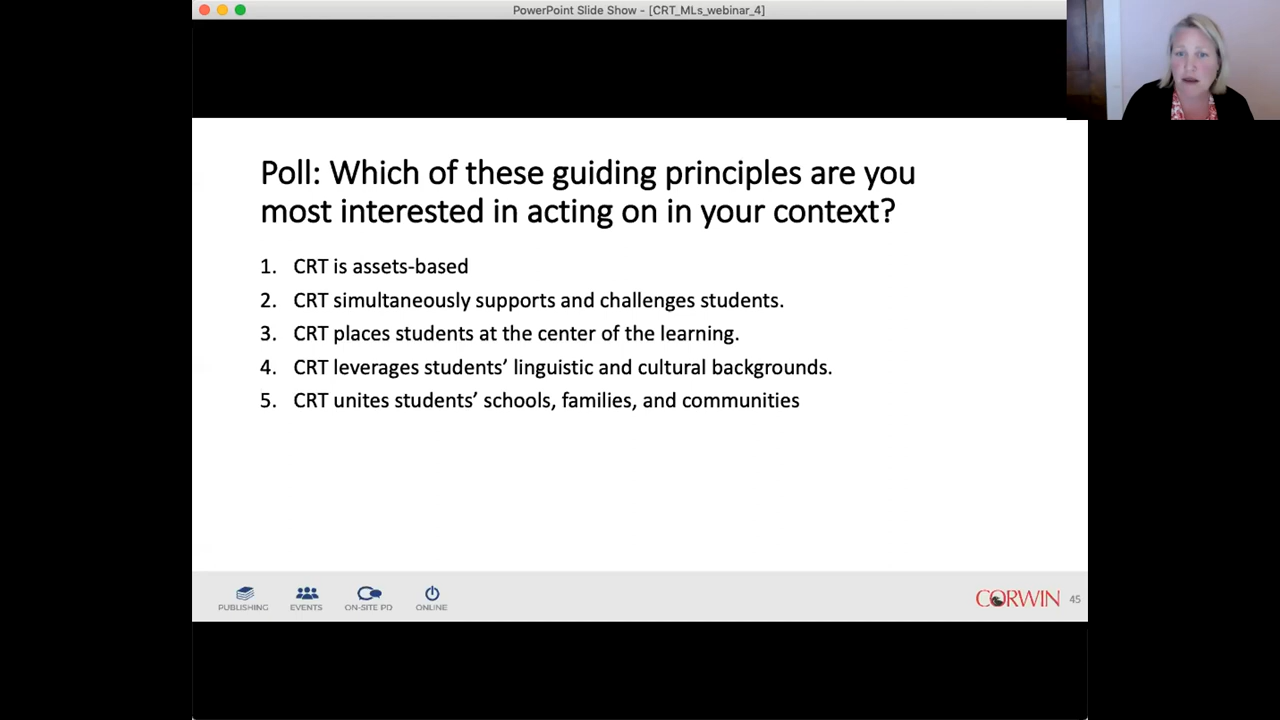 PowerPoint Slide Show - [CRT_MLs_webinar_4]
Poll: Which of these guiding principles are you
most interested in acting on in your context?
1. CRT is assets-based
2. CRT simultaneously supports and challenges students.
3. CRT places students at the center of the learning.
4. CRT leverages students’ linguistic and cultural backgrounds.
5. CRT unites students’ schools, families, and communities
PUBLISHING EVENTS ON-SITE PD ONLINE
CORWIN 45